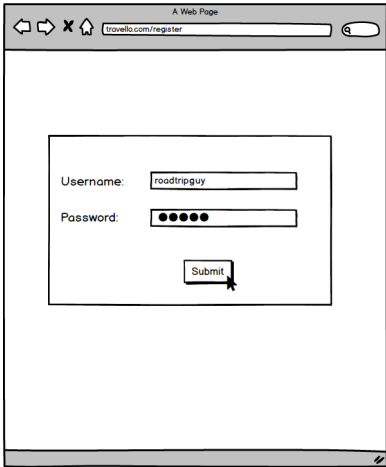 A Web Page
travello.com/register
Username: roadtripguy
Password: ●●●●●
Submit